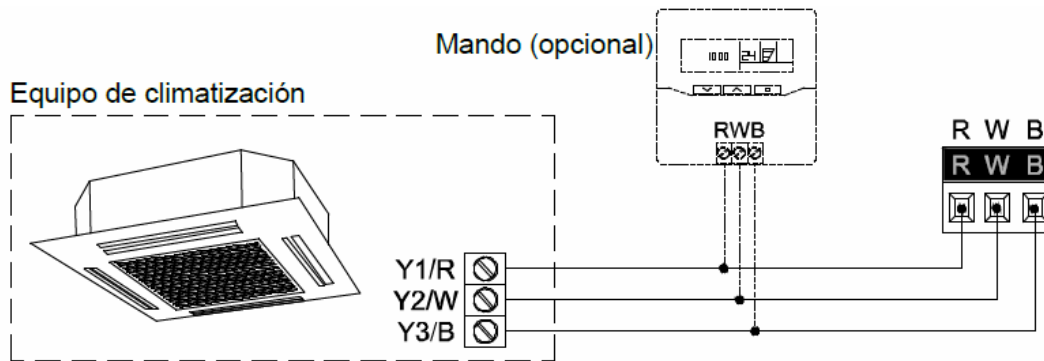 Mando (opcional)
1000 24
Equipo de climatización
RWB
R W B
R W B
Y1/R
Y2/W
Y3/B